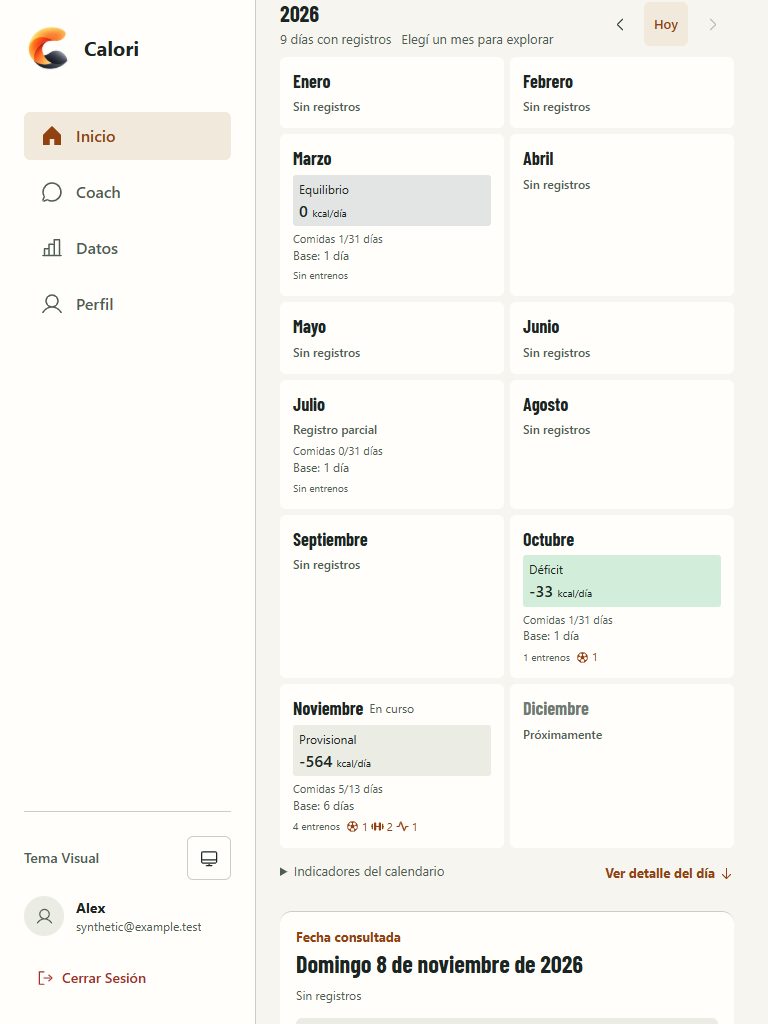 Calori
Inicio
Coach
Datos
Perfil
Tema Visual
Alex
synthetic@example.test
Cerrar Sesión
2026
9 días con registros Elegí un mes para explorar
Hoy
Enero
Sin registros
Febrero
Sin registros
Marzo
Equilibrio
0 kcal/día
Comidas 1/31 días
Base: 1 día
Sin entrenos
Abril
Sin registros
Mayo
Sin registros
Junio
Sin registros
Julio
Registro parcial
Comidas 0/31 días
Base: 1 día
Sin entrenos
Agosto
Sin registros
Septiembre
Sin registros
Octubre
Déficit
-33 kcal/día
Comidas 1/31 días
Base: 1 día
1 entrenos 1
Noviembre En curso
Provisional
-564 kcal/día
Comidas 5/13 días
Base: 6 días
4 entrenos 1 2 1
Diciembre
Próximamente
Indicadores del calendario
Ver detalle del día ↓
Fecha consultada
Domingo 8 de noviembre de 2026
Sin registros